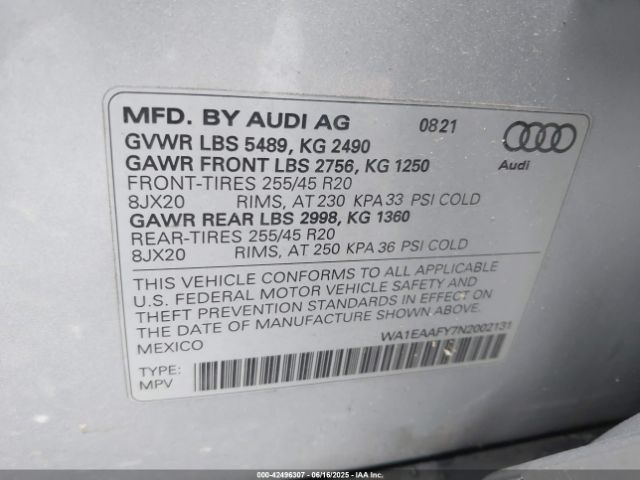 MFD. BY AUDI AG 0821
GVWR LBS 5489, KG 2490
GAWR FRONT LBS 2756, KG 1250
Audi
FRONT-TIRES 255/45 R20
8JX20 RIMS, AT 230 KPA 33 PSI COLD
GAWR REAR LBS 2998, KG 1360
REAR-TIRES 255/45 R20
8JX20 RIMS, AT 250 KPA 36 PSI COLD
THIS VEHICLE CONFORMS TO ALL APPLICABLE
U.S. FEDERAL MOTOR VEHICLE SAFETY AND
THEFT PREVENTION STANDARDS IN EFFECT ON
THE DATE OF MANUFACTURE SHOWN ABOVE.
MEXICO WA1EAAFY7N2002131
TYPE:
MPV
000-42496307 - 06/16/2025 - IAAI.COM